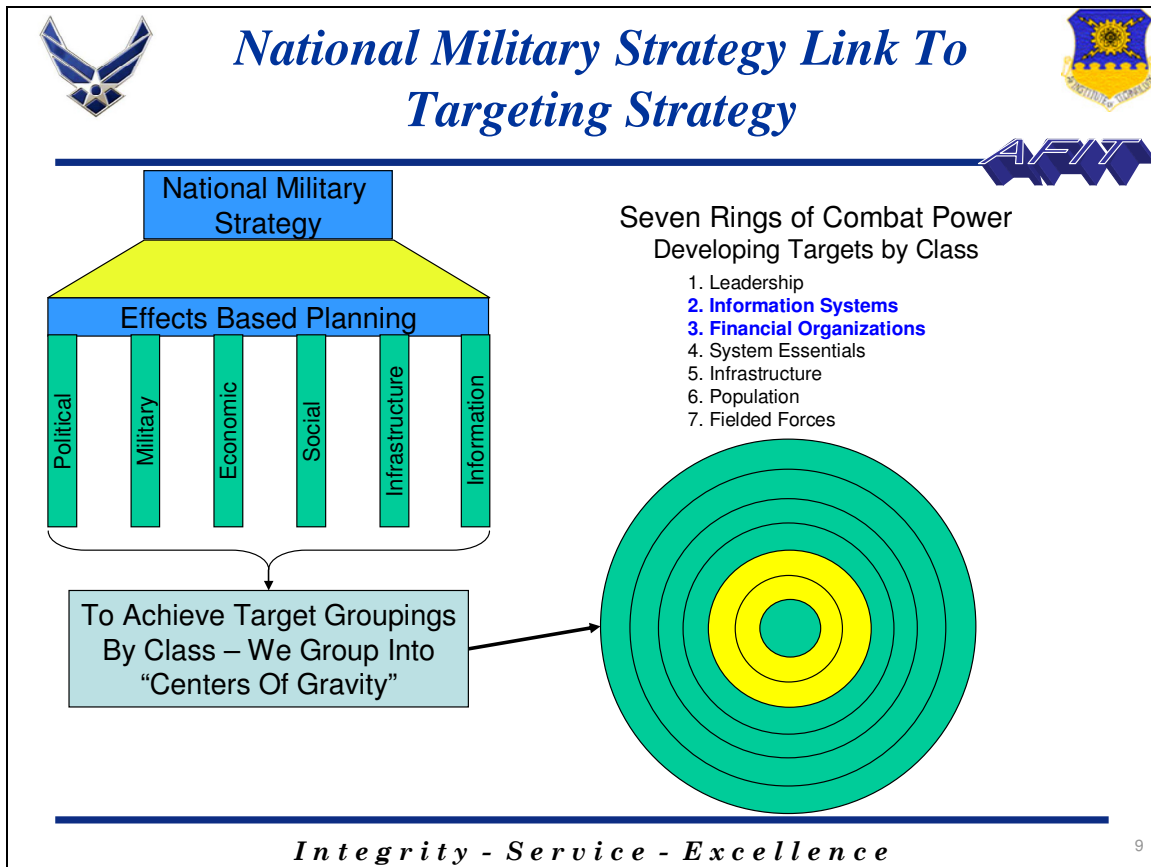 National Military Strategy Link To
Targeting Strategy
AFIT
National Military
Strategy
Effects Based Planning
Political
Military
Economic
Social
Infrastructure
Information
To Achieve Target Groupings
By Class – We Group Into
“Centers Of Gravity”
Seven Rings of Combat Power
Developing Targets by Class
1. Leadership
2. Information Systems
3. Financial Organizations
4. System Essentials
5. Infrastructure
6. Population
7. Fielded Forces
Integrity - Service - Excellence
9